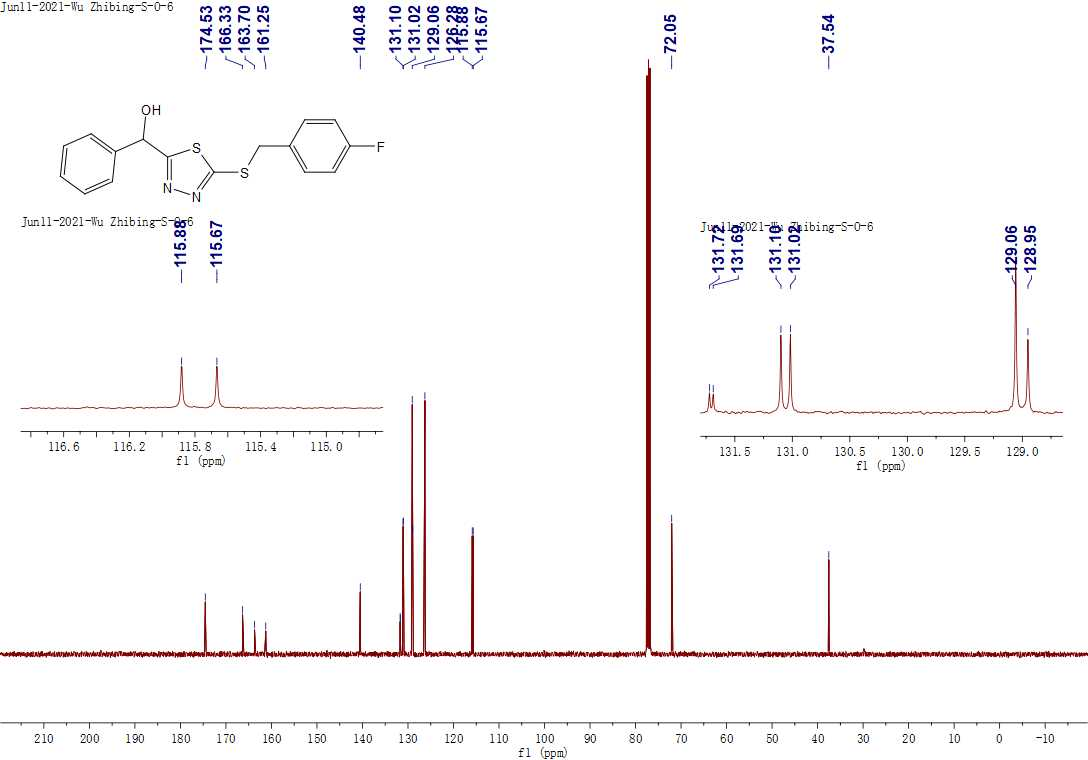 Jun11-2021-Wu Zhibing-S-O-6
174.53
166.33
163.70
161.25
140.48
131.10
131.02
129.06
126.28
115.88
115.67
72.05
37.54
OH
S
N
N
S
F
Jun11-2021-Wu Zhibing-S-O-6
115.88
115.67
116.6 116.2 115.8 115.4 115.0
f1 (ppm)
Jun11-2021-Wu Zhibing-S-O-6
131.72
131.69
131.10
131.02
129.06
128.95
131.5 131.0 130.5 130.0 129.5 129.0
f1 (ppm)
210 200 190 180 170 160 150 140 130 120 110 100 90 80 70 60 50 40 30 20 10 0 -10
f1 (ppm)